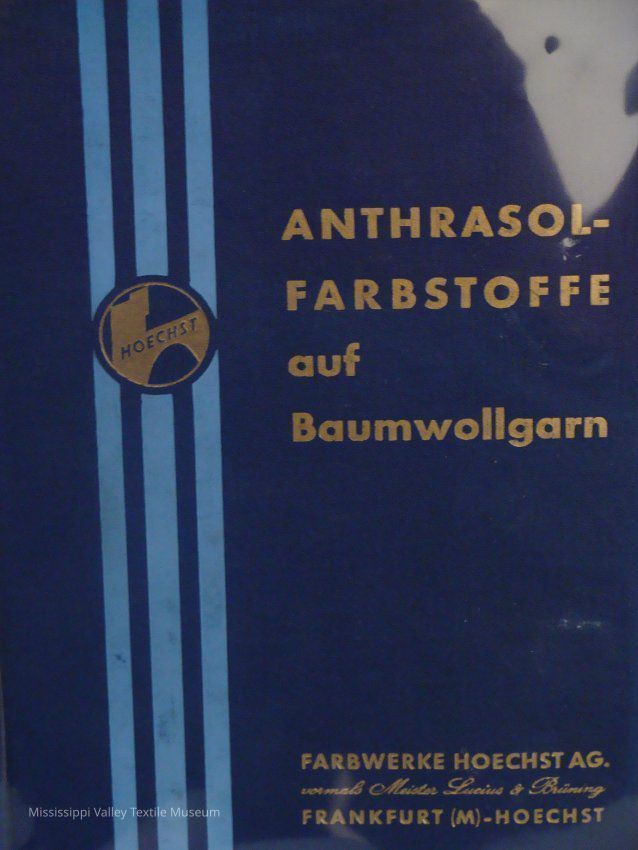 ANTHRASOL-
FARBSTOFFE
auf
Baumwollgarn
HOECHST
FARBWERKE HOECHST AG.
vormals Meister Lucius & Brüning
FRANKFURT (M)-HOECHST
Mississippi Valley Textile Museum